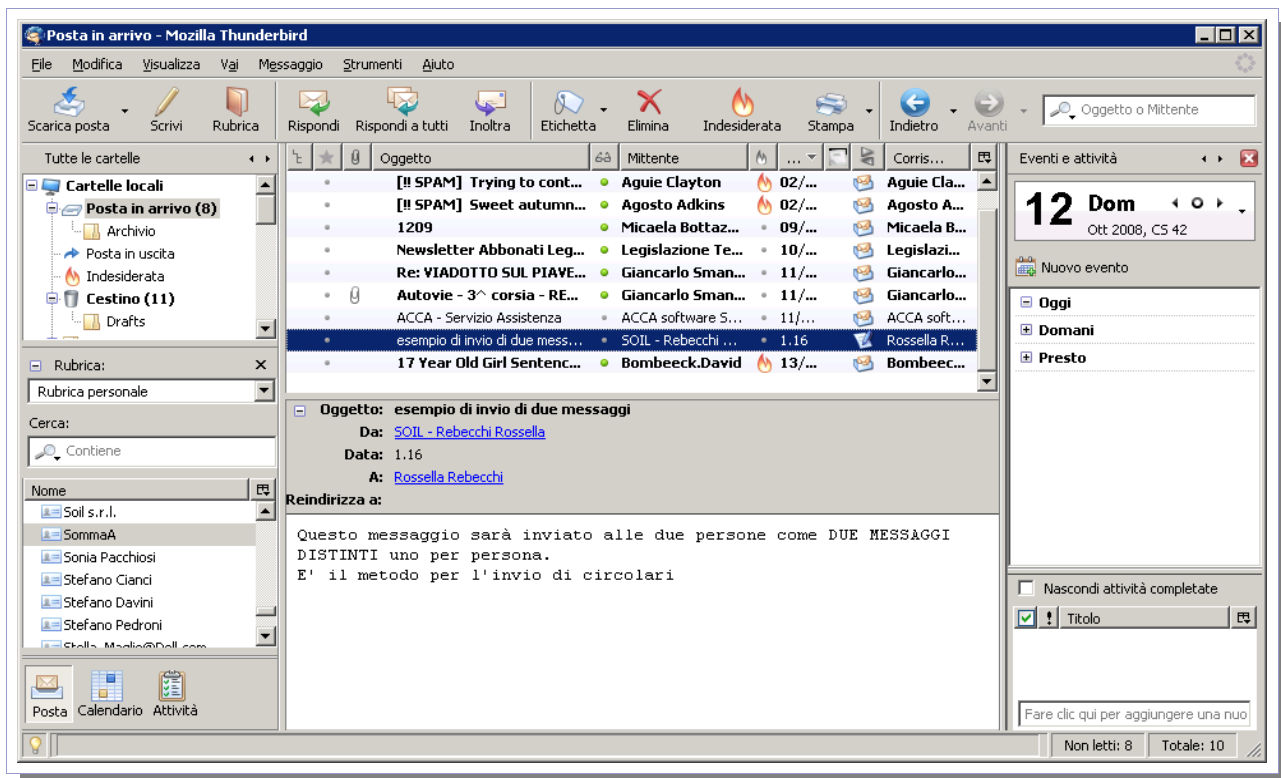 Posta in arrivo - Mozilla Thunderbird
File Modifica Visualizza Vai Messaggio Strumenti Aiuto
Scarica posta Scrivi Rubrica Rispondi Rispondi a tutti Inoltra Etichetta Elimina Indesiderata Stampa Indietro Avanti Oggetto o Mittente
Tutte le cartelle
Cartelle locali
Posta in arrivo (8)
Archivio
Posta in uscita
Indesiderata
Cestino (11)
Drafts
Rubrica:
Rubrica personale
Cerca:
Contiene
Nome
Soil s.r.l.
SommaA
Sonia Pacchiosi
Stefano Cianci
Stefano Davini
Stefano Pedroni
Stella_Maglio@Dell.com
Posta Calendario Attività
Oggetto Mittente ... Corris...
[!! SPAM] Trying to cont... Aguie Clayton 02/... Aguie Cla...
[!! SPAM] Sweet autumn... Agosto Adkins 02/... Agosto A...
1209 Micaela Bottaz... 09/... Micaela B...
Newsletter Abbonati Leg... Legislazione Te... 10/... Legislazi...
Re: VIADOTTO SUL PIAVE... Giancarlo Sman... 11/... Giancarlo...
Autovie - 3^ corsia - RE... Giancarlo Sman... 11/... Giancarlo...
ACCA - Servizio Assistenza ACCA software S... 11/... ACCA soft...
esempio di invio di due mess... SOIL - Rebecchi ... 1.16 Rossella R...
17 Year Old Girl Sentenc... Bombeeck.David 13/... Bombeec...
Oggetto: esempio di invio di due messaggi
Da: SOIL - Rebecchi Rossella
Data: 1.16
A: Rossella Rebecchi
Reindirizza a:
Questo messaggio sarà inviato alle due persone come DUE MESSAGGI
DISTINTI uno per persona.
E' il metodo per l'invio di circolari
Eventi e attività
12 Dom
Ott 2008, CS 42
Nuovo evento
Oggi
Domani
Presto
Nascondi attività completate
! Titolo
Fare clic qui per aggiungere una nuo
Non letti: 8 Totale: 10